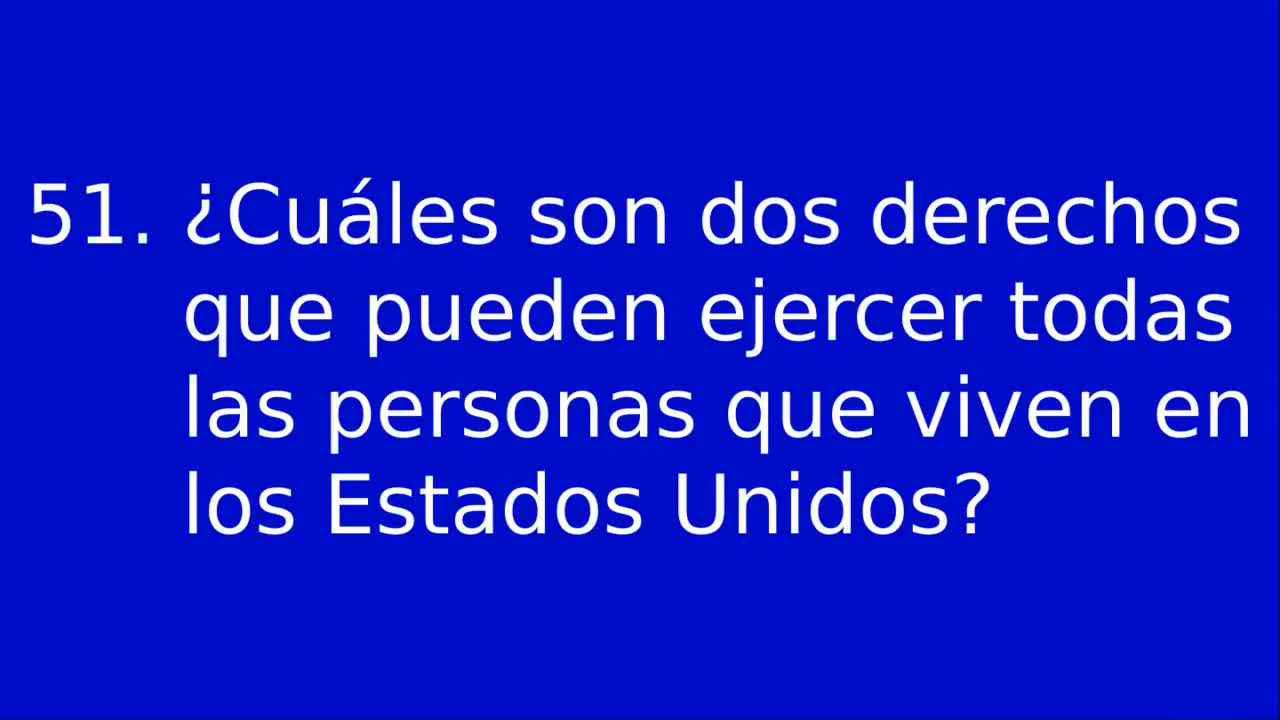 51. ¿Cuáles son dos derechos
que pueden ejercer todas
las personas que viven en
los Estados Unidos?